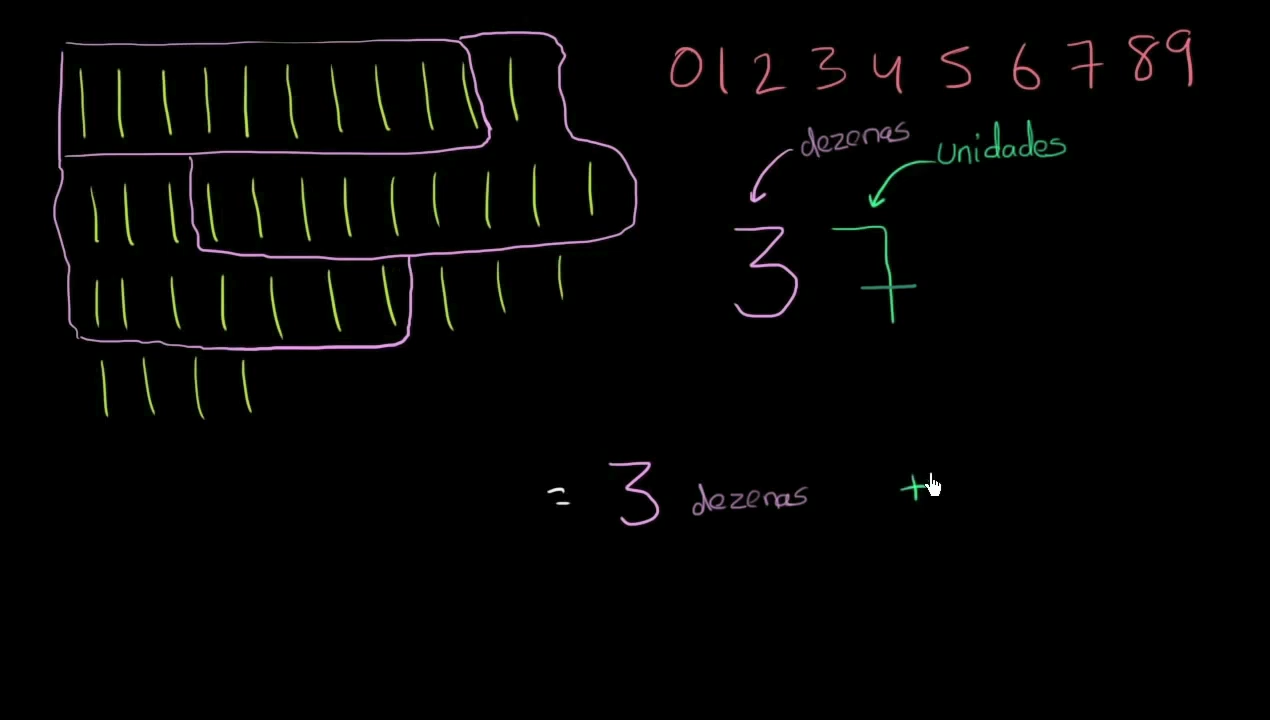 0 1 2 3 4 5 6 7 8 9
dezenas
unidades
3 7
= 3 dezenas +